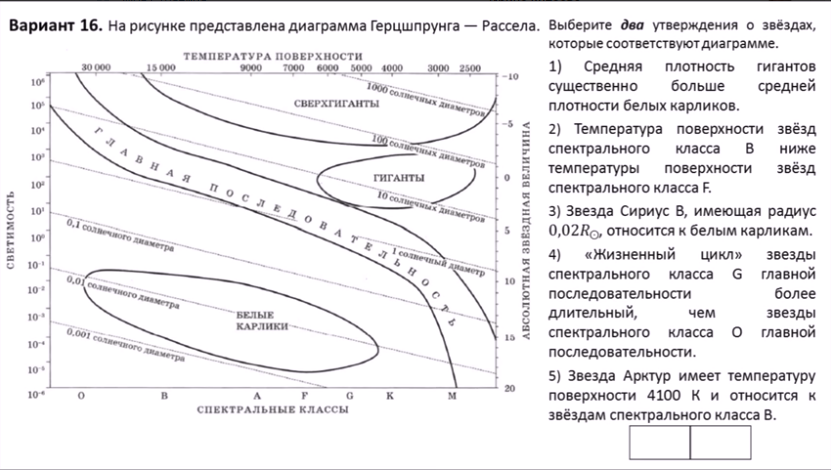 Вариант 16. На рисунке представлена диаграмма Герцшпрунга — Рассела.
ТЕМПЕРАТУРА ПОВЕРХНОСТИ
30 000 15 000 9000 7000 6000 5000 4000 3000 2500
СВЕТИМОСТЬ
10⁶
10⁵
10⁴
10³
10²
10¹
10⁰
10⁻¹
10⁻²
10⁻³
10⁻⁴
10⁻⁵
10⁻⁶
1000 солнечных диаметров
СВЕРХГИГАНТЫ
100 солнечных диаметров
ГИГАНТЫ
10 солнечных диаметров
ГЛАВНАЯ ПОСЛЕДОВАТЕЛЬНОСТЬ
1 солнечный диаметр
0,1 солнечного диаметра
0,01 солнечного диаметра
БЕЛЫЕ
КАРЛИКИ
0,001 солнечного диаметра
−10
−5
0
5
10
15
20
АБСОЛЮТНАЯ ЗВЁЗДНАЯ ВЕЛИЧИНА
O B A F G K M
СПЕКТРАЛЬНЫЕ КЛАССЫ
Выберите два утверждения о звёздах,
которые соответствуют диаграмме.
1) Средняя плотность гигантов
существенно больше средней
плотности белых карликов.
2) Температура поверхности звёзд
спектрального класса B ниже
температуры поверхности звёзд
спектрального класса F.
3) Звезда Сириус B, имеющая радиус
0,02R☉, относится к белым карликам.
4) «Жизненный цикл» звезды
спектрального класса G главной
последовательности более
длительный, чем звезды
спектрального класса O главной
последовательности.
5) Звезда Арктур имеет температуру
поверхности 4100 К и относится к
звёздам спектрального класса B.